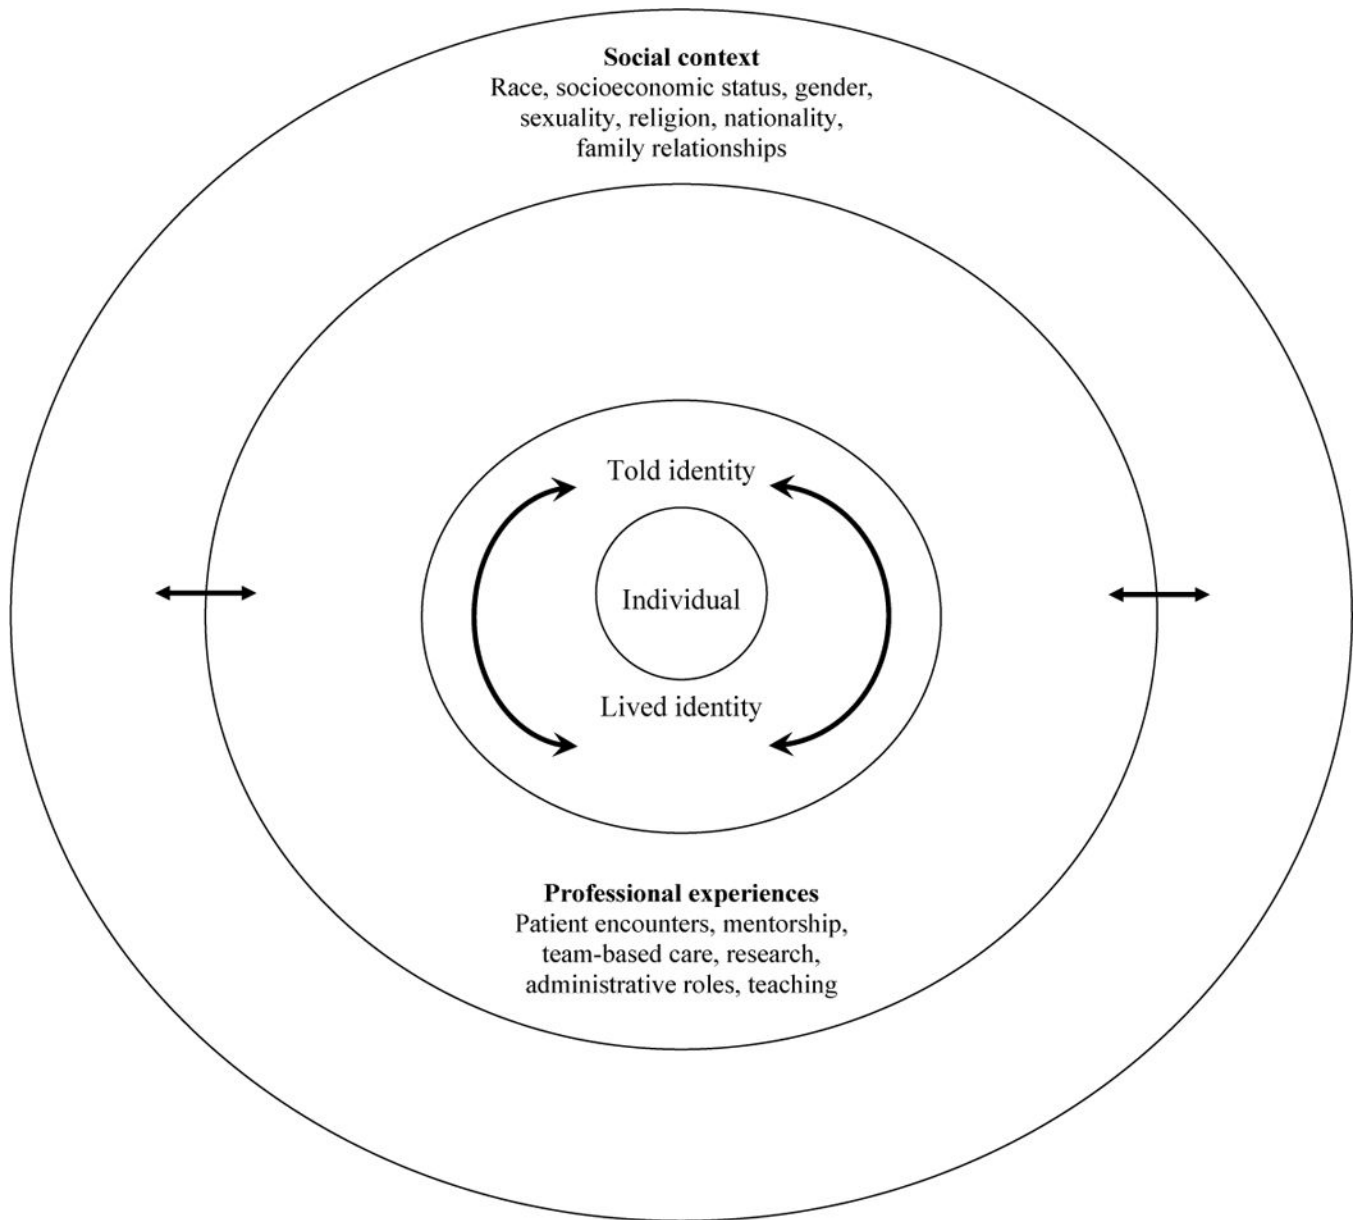 Social context
Race, socioeconomic status, gender,
sexuality, religion, nationality,
family relationships
Told identity
Individual
Lived identity
Professional experiences
Patient encounters, mentorship,
team-based care, research,
administrative roles, teaching